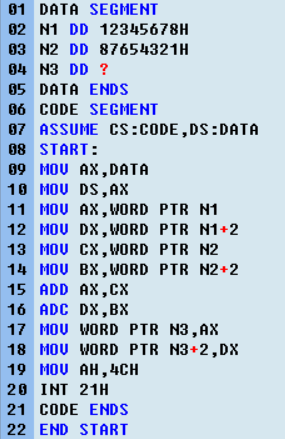 01 DATA SEGMENT
02 N1 DD 12345678H
03 N2 DD 87654321H
04 N3 DD ?
05 DATA ENDS
06 CODE SEGMENT
07 ASSUME CS:CODE,DS:DATA
08 START:
09 MOV AX,DATA
10 MOV DS,AX
11 MOV AX,WORD PTR N1
12 MOV DX,WORD PTR N1+2
13 MOV CX,WORD PTR N2
14 MOV BX,WORD PTR N2+2
15 ADD AX,CX
16 ADC DX,BX
17 MOV WORD PTR N3,AX
18 MOV WORD PTR N3+2,DX
19 MOV AH,4CH
20 INT 21H
21 CODE ENDS
22 END START